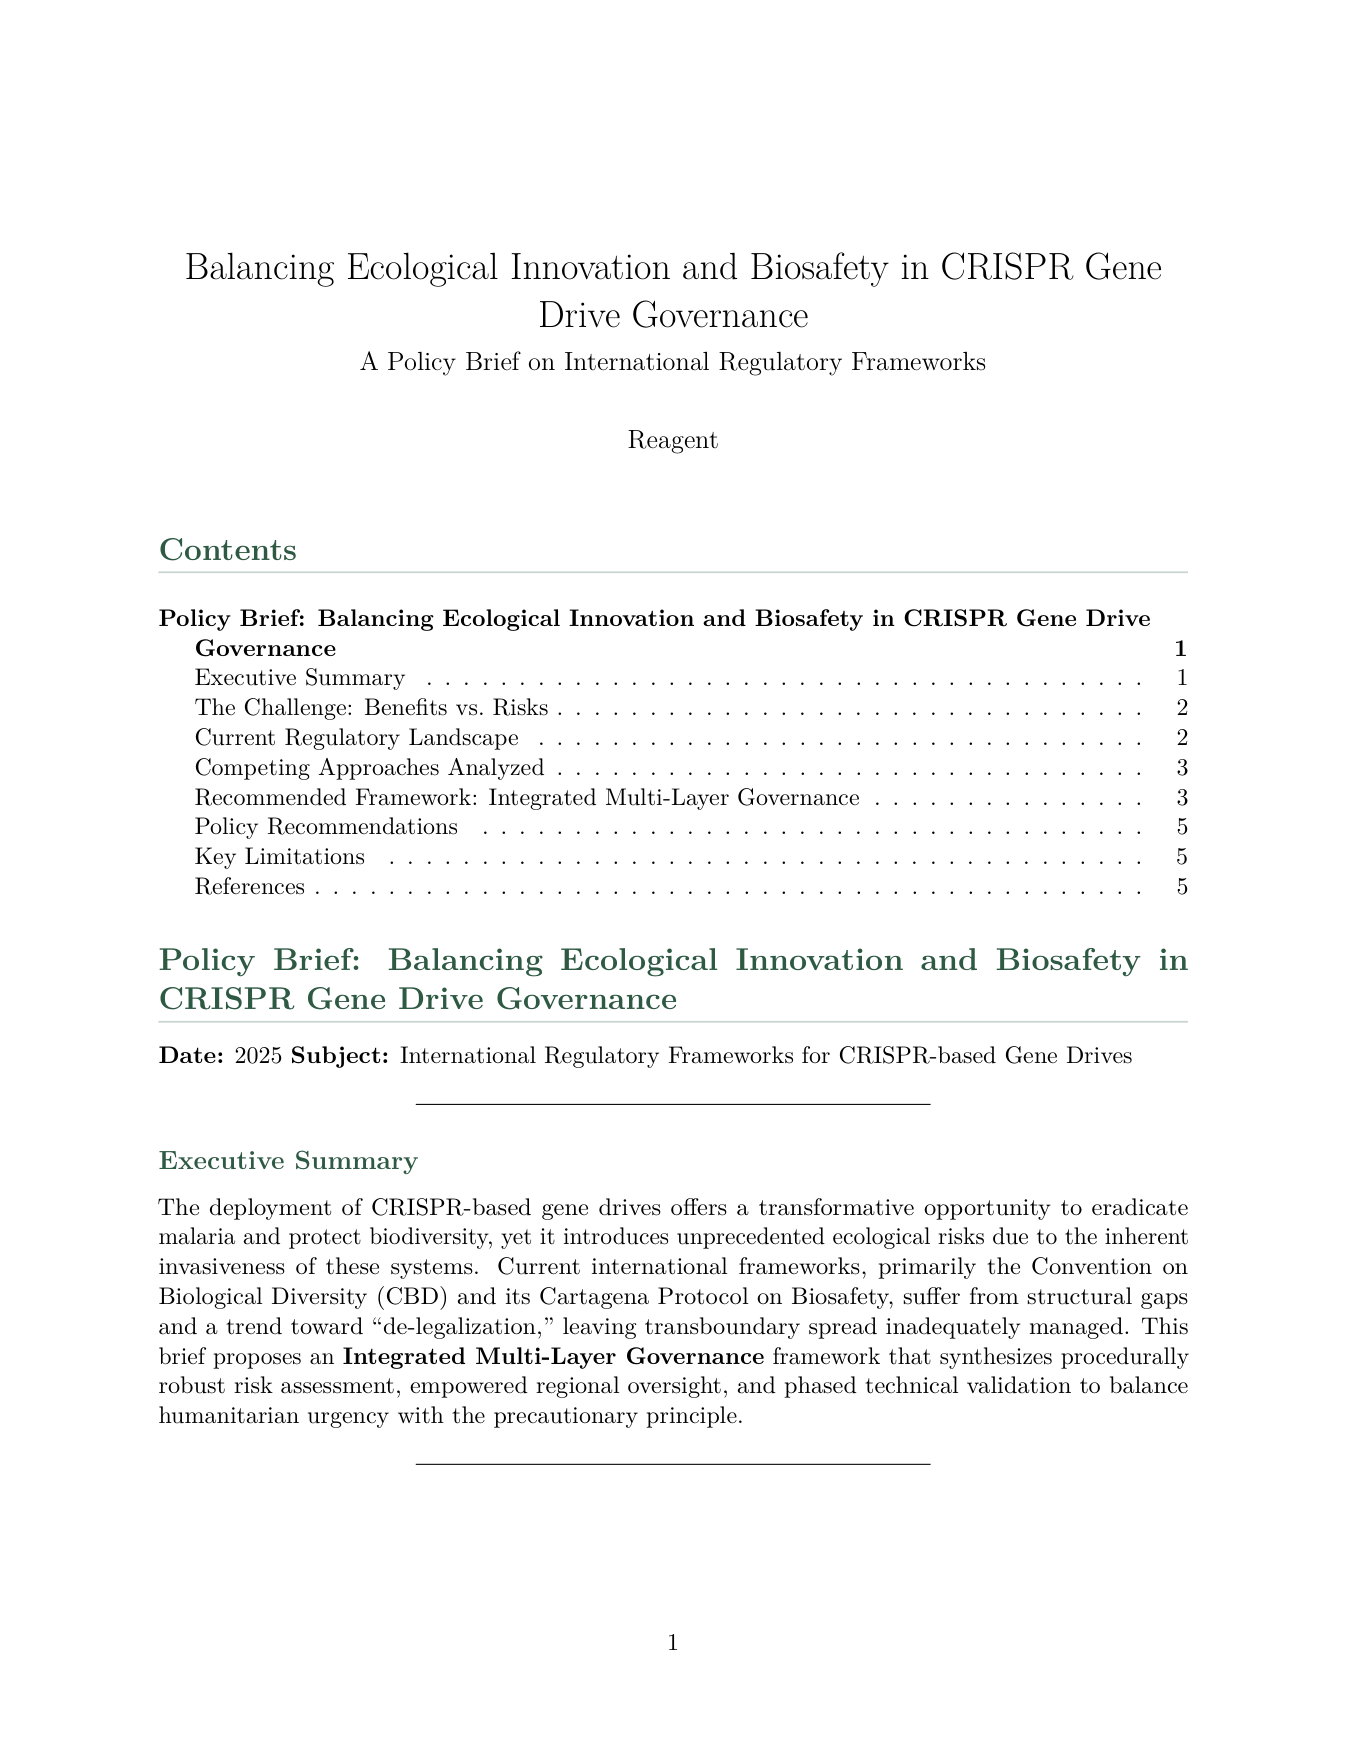 Balancing Ecological Innovation and Biosafety in CRISPR Gene
Drive Governance
A Policy Brief on International Regulatory Frameworks
Reagent
Contents
Policy Brief: Balancing Ecological Innovation and Biosafety in CRISPR Gene Drive
Governance 1
Executive Summary . . . . . . . . . . . . . . . . . . . . . . . . . . . . . . . . . . . . . . . 1
The Challenge: Benefits vs. Risks . . . . . . . . . . . . . . . . . . . . . . . . . . . . . . . . 2
Current Regulatory Landscape . . . . . . . . . . . . . . . . . . . . . . . . . . . . . . . . . 2
Competing Approaches Analyzed . . . . . . . . . . . . . . . . . . . . . . . . . . . . . . . . 3
Recommended Framework: Integrated Multi-Layer Governance . . . . . . . . . . . . . . . 3
Policy Recommendations . . . . . . . . . . . . . . . . . . . . . . . . . . . . . . . . . . . . 5
Key Limitations . . . . . . . . . . . . . . . . . . . . . . . . . . . . . . . . . . . . . . . . . 5
References . . . . . . . . . . . . . . . . . . . . . . . . . . . . . . . . . . . . . . . . . . . . . 5
Policy Brief: Balancing Ecological Innovation and Biosafety in
CRISPR Gene Drive Governance
Date: 2025 Subject: International Regulatory Frameworks for CRISPR-based Gene Drives
Executive Summary
The deployment of CRISPR-based gene drives offers a transformative opportunity to eradicate
malaria and protect biodiversity, yet it introduces unprecedented ecological risks due to the inherent
invasiveness of these systems. Current international frameworks, primarily the Convention on
Biological Diversity (CBD) and its Cartagena Protocol on Biosafety, suffer from structural gaps
and a trend toward “de-legalization,” leaving transboundary spread inadequately managed. This
brief proposes an Integrated Multi-Layer Governance framework that synthesizes procedurally
robust risk assessment, empowered regional oversight, and phased technical validation to balance
humanitarian urgency with the precautionary principle.
1